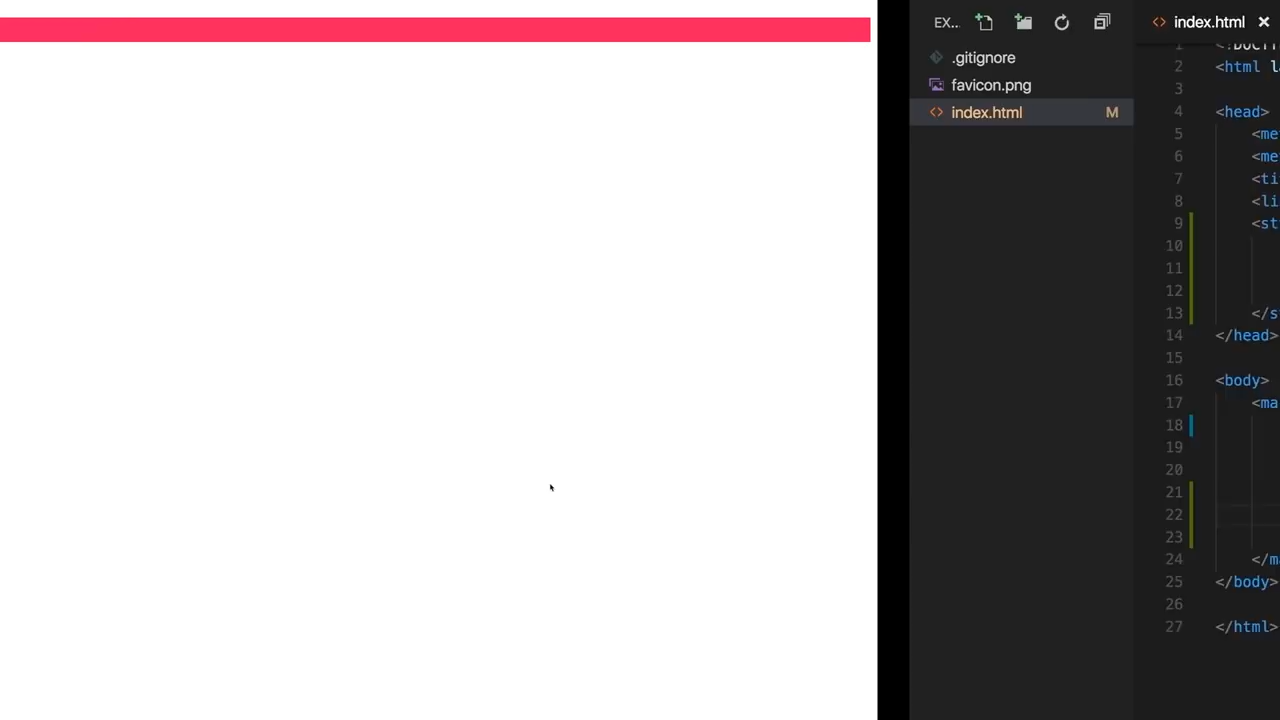 EX...
.gitignore
favicon.png
index.html M
index.html
1 <!DOCT
2 <html l
3
4 <head>
5 <me
6 <me
7 <ti
8 <li
9 <st
10
11
12
13 </s
14 </head>
15
16 <body>
17 <ma
18
19
20
21
22
23
24 </m
25 </body>
26
27 </html>